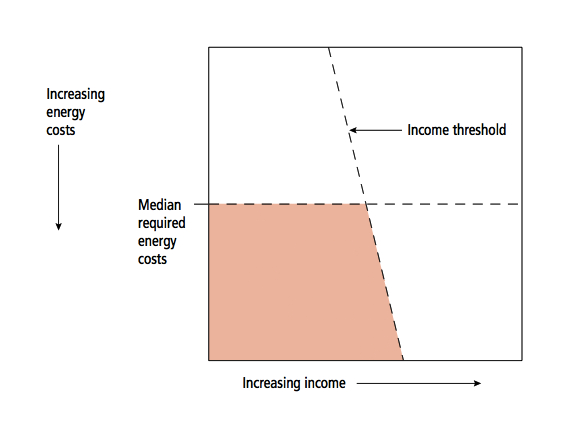 Increasing
energy
costs
Income threshold
Median
required
energy
costs
Increasing income